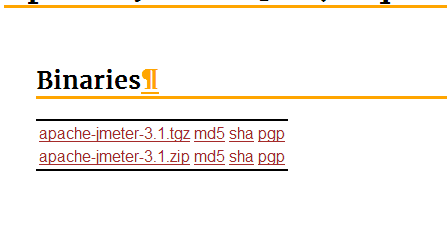 Binaries¶
apache-jmeter-3.1.tgz md5 sha pgp
apache-jmeter-3.1.zip md5 sha pgp